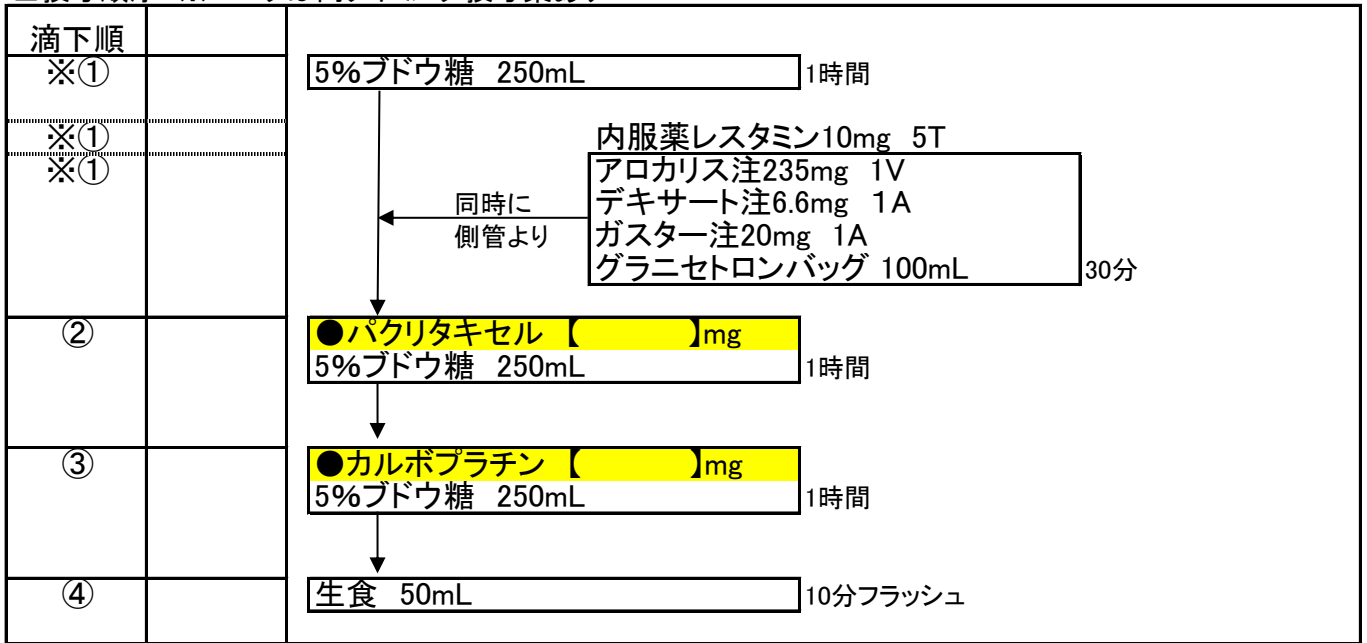 滴下順
※① 5%ブドウ糖 250mL 1時間
※① 内服薬レスタミン10mg 5T
※① アロカリス注235mg 1V
同時に デキサート注6.6mg 1A
側管より ガスター注20mg 1A
グラニセトロンバッグ 100mL 30分
② ●パクリタキセル 【 】mg
5%ブドウ糖 250mL 1時間
③ ●カルボプラチン 【 】mg
5%ブドウ糖 250mL 1時間
④ 生食 50mL 10分フラッシュ